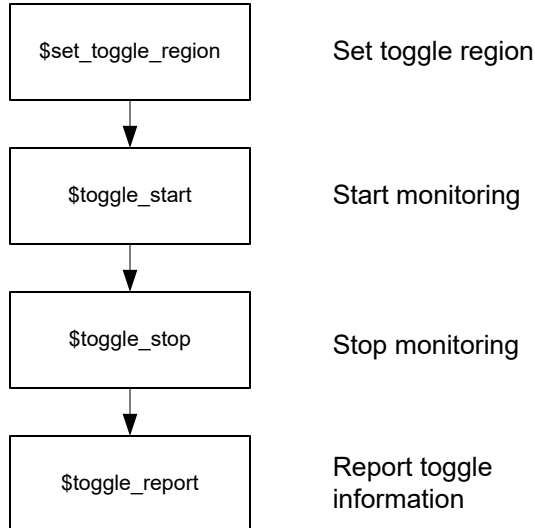 $set_toggle_region
Set toggle region
$toggle_start
Start monitoring
$toggle_stop
Stop monitoring
$toggle_report
Report toggle
information